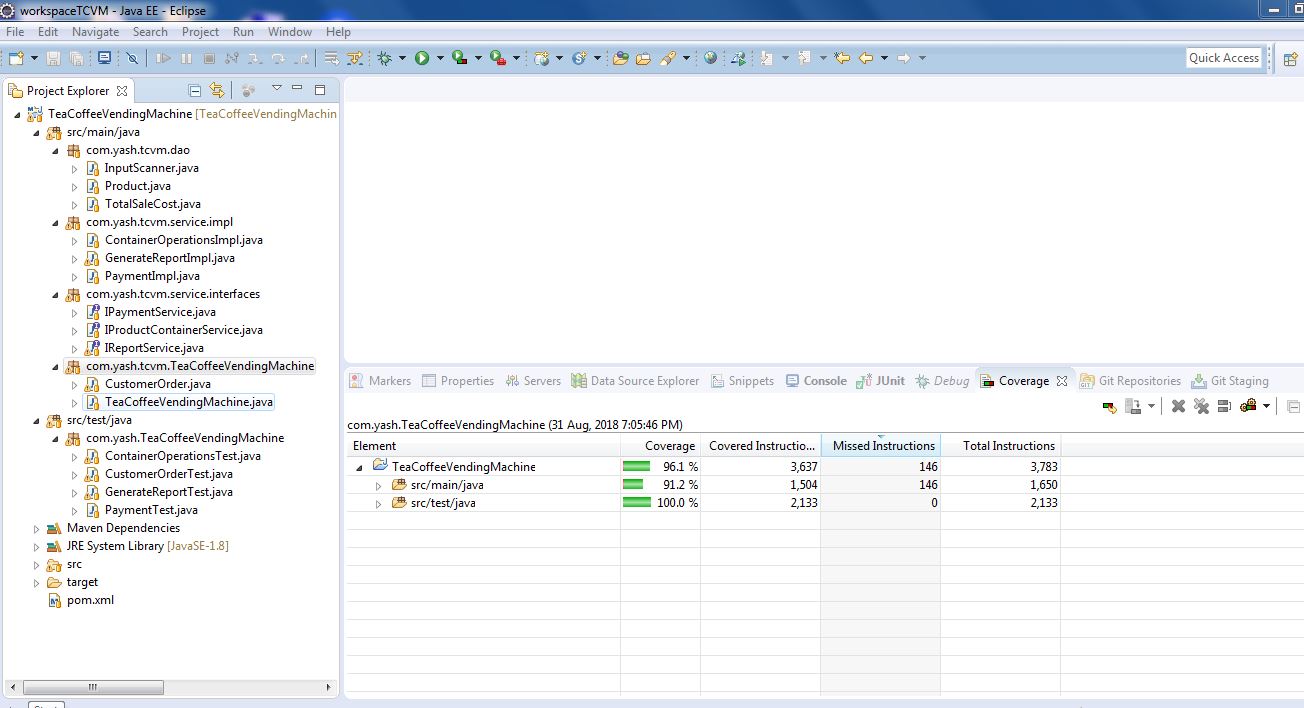 workspaceTCVM - Java EE - Eclipse
File Edit Navigate Search Project Run Window Help
Quick Access
Project Explorer
TeaCoffeeVendingMachine [TeaCoffeeVendingMachin
src/main/java
com.yash.tcvm.dao
InputScanner.java
Product.java
TotalSaleCost.java
com.yash.tcvm.service.impl
ContainerOperationsImpl.java
GenerateReportImpl.java
PaymentImpl.java
com.yash.tcvm.service.interfaces
IPaymentService.java
IProductContainerService.java
IReportService.java
com.yash.tcvm.TeaCoffeeVendingMachine
CustomerOrder.java
TeaCoffeeVendingMachine.java
src/test/java
com.yash.TeaCoffeeVendingMachine
ContainerOperationsTest.java
CustomerOrderTest.java
GenerateReportTest.java
PaymentTest.java
Maven Dependencies
JRE System Library [JavaSE-1.8]
src
target
pom.xml
Markers Properties Servers Data Source Explorer Snippets Console JUnit Debug Coverage Git Repositories Git Staging
com.yash.TeaCoffeeVendingMachine (31 Aug, 2018 7:05:46 PM)
Element Coverage Covered Instructio... Missed Instructions Total Instructions
TeaCoffeeVendingMachine 96.1 % 3,637 146 3,783
src/main/java 91.2 % 1,504 146 1,650
src/test/java 100.0 % 2,133 0 2,133